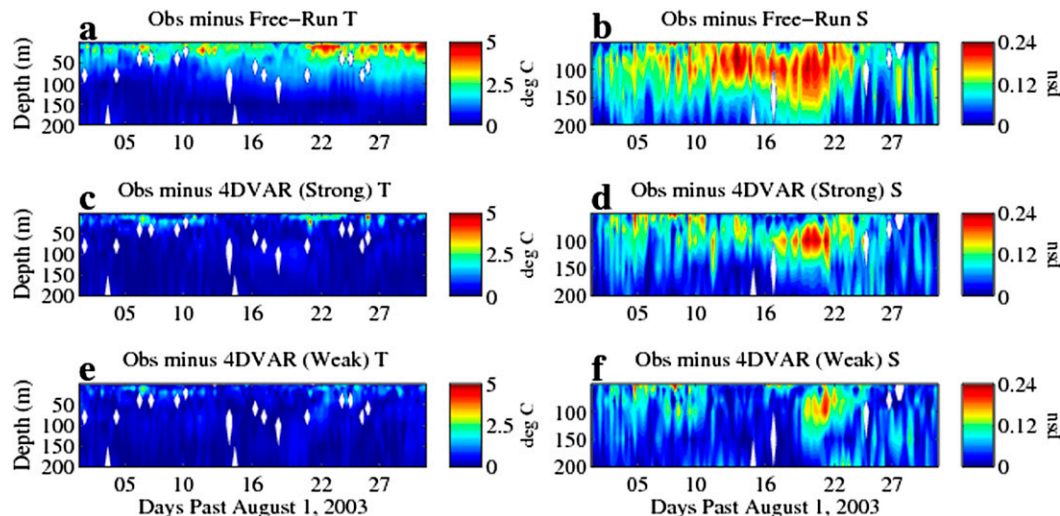 a Obs minus Free-Run T
Depth (m)
50
100
150
200
05 10 16 22 27
5
2.5
0
deg C
b Obs minus Free-Run S
50
100
150
200
05 10 16 22 27
0.24
0.12
0
nsd
c Obs minus 4DVAR (Strong) T
Depth (m)
50
100
150
200
05 10 16 22 27
5
2.5
0
deg C
d Obs minus 4DVAR (Strong) S
50
100
150
200
05 10 16 22 27
0.24
0.12
0
nsd
e Obs minus 4DVAR (Weak) T
Depth (m)
50
100
150
200
05 10 16 22 27
Days Past August 1, 2003
5
2.5
0
deg C
f Obs minus 4DVAR (Weak) S
50
100
150
200
05 10 16 22 27
Days Past August 1, 2003
0.24
0.12
0
nsd